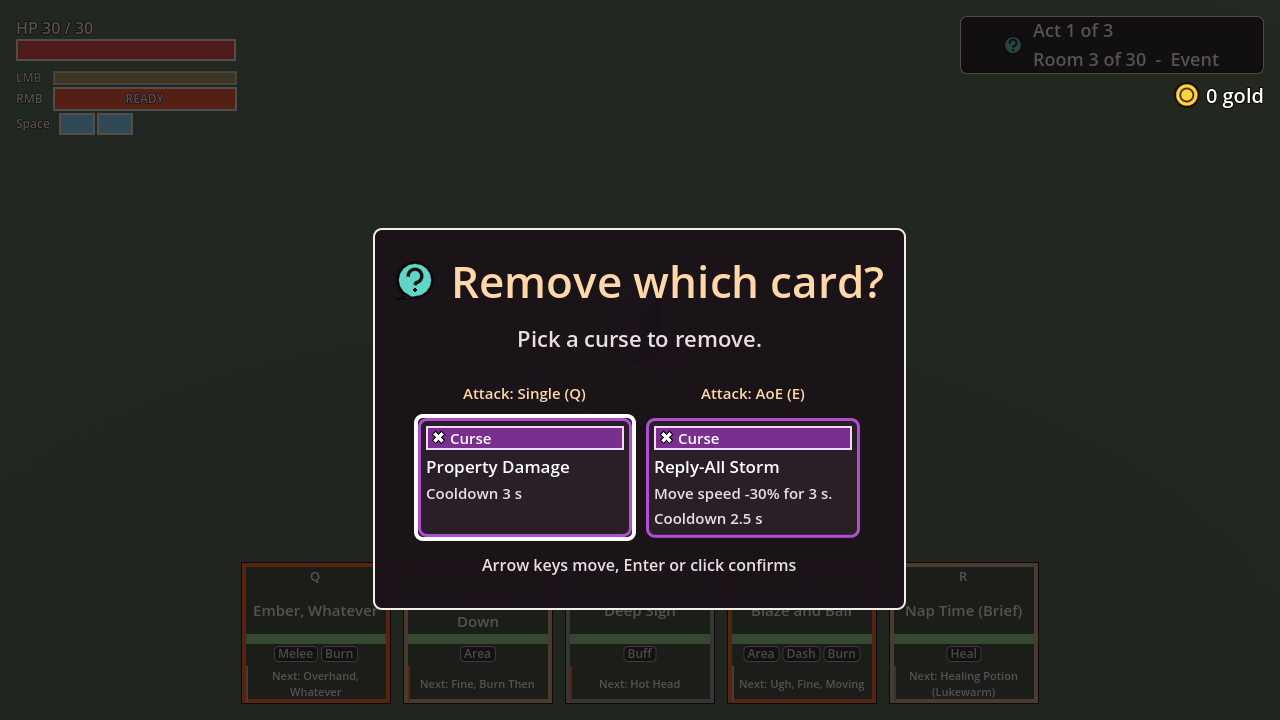 HP 30 / 30
LMB
RMB
READY
Space
Act 1 of 3
Room 3 of 30 - Event
0 gold
Remove which card?
Pick a curse to remove.
Attack: Single (Q)
Attack: AoE (E)
Curse
Property Damage
Cooldown 3 s
Curse
Reply-All Storm
Move speed -30% for 3 s.
Cooldown 2.5 s
Arrow keys move, Enter or click confirms
Q
Ember, Whatever
Melee
Burn
Next: Overhand,
Whatever
Down
Area
Next: Fine, Burn Then
Deep Sigh
Buff
Next: Hot Head
Blaze and Bail
Area
Dash
Burn
Next: Ugh, Fine, Moving
R
Nap Time (Brief)
Heal
Next: Healing Potion
(Lukewarm)